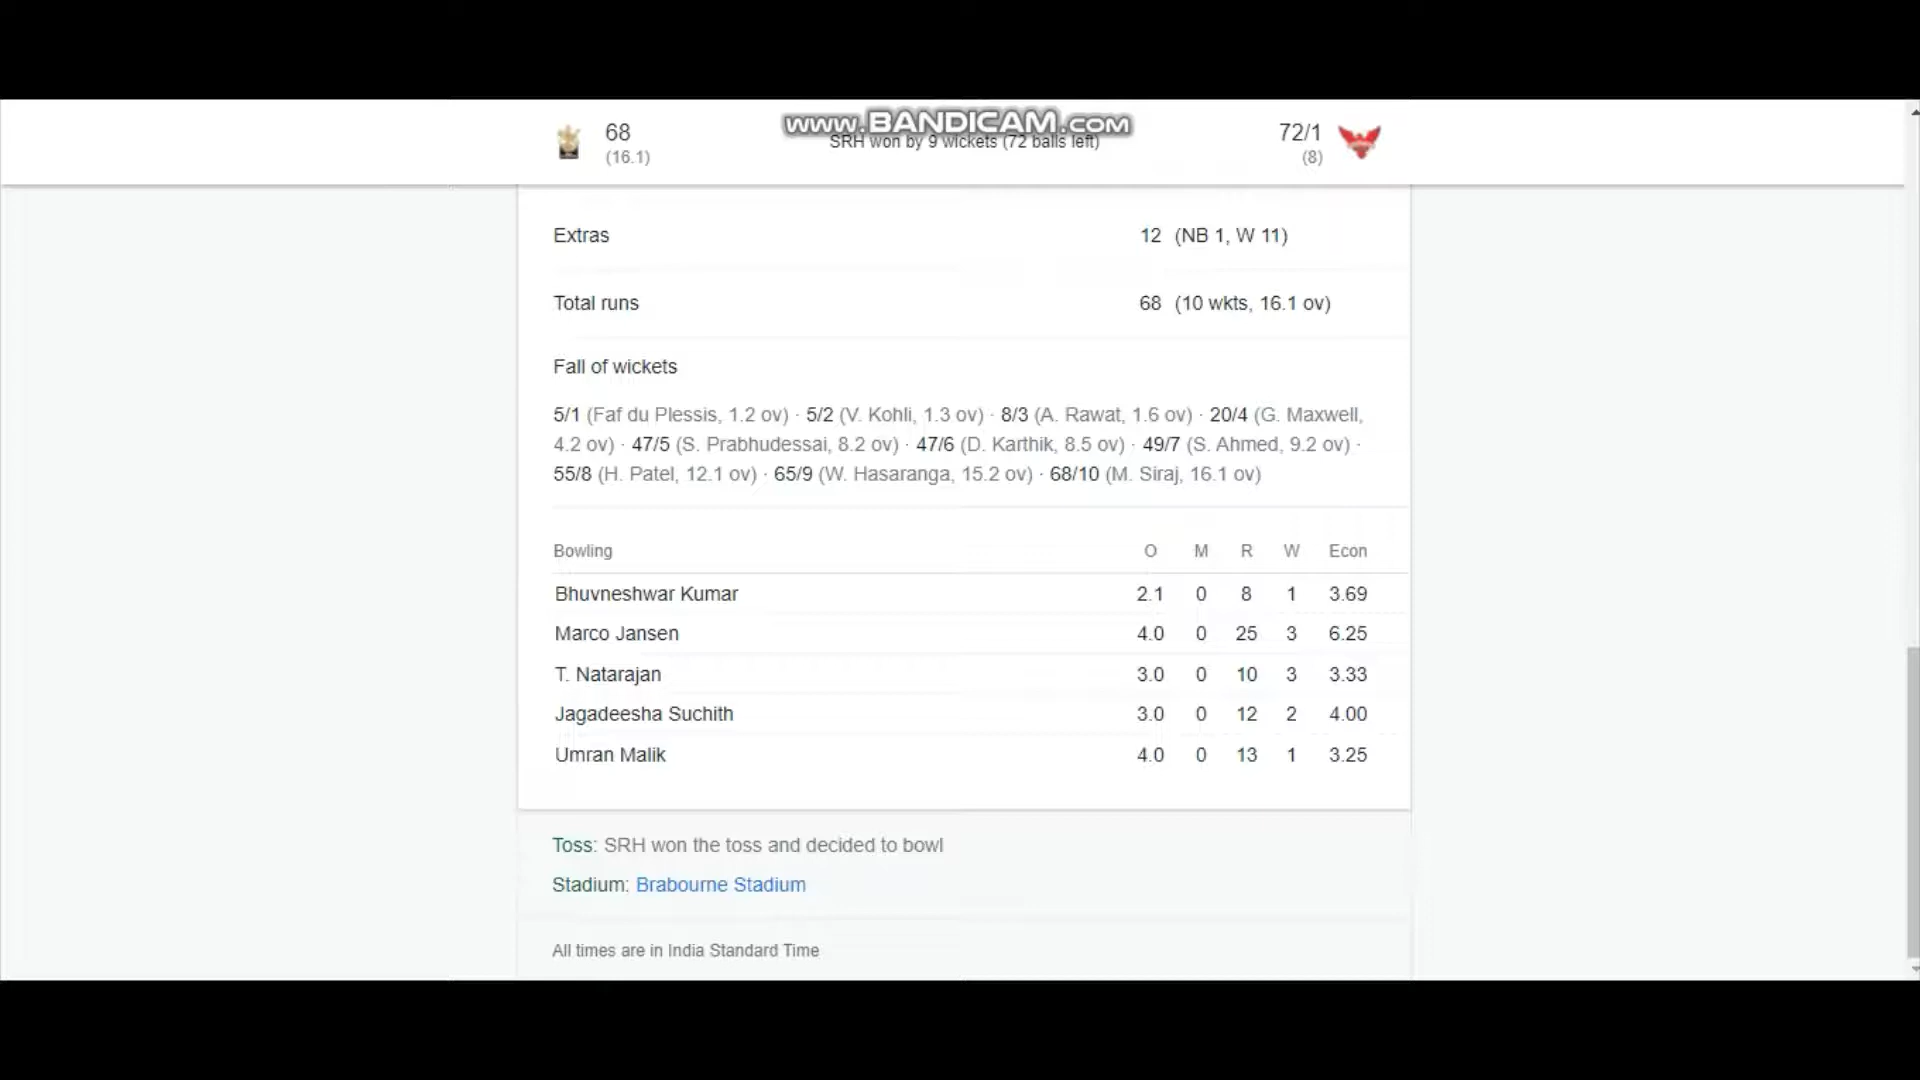 www.BANDICAM.com
68
SRH won by 9 wickets (72 balls left)
72/1
(16.1)
(8)
Extras 12 (NB 1, W 11)
Total runs 68 (10 wkts, 16.1 ov)
Fall of wickets
5/1 (Faf du Plessis, 1.2 ov) · 5/2 (V. Kohli, 1.3 ov) · 8/3 (A. Rawat, 1.6 ov) · 20/4 (G. Maxwell,
4.2 ov) · 47/5 (S. Prabhudessai, 8.2 ov) · 47/6 (D. Karthik, 8.5 ov) · 49/7 (S. Ahmed, 9.2 ov) ·
55/8 (H. Patel, 12.1 ov) · 65/9 (W. Hasaranga, 15.2 ov) · 68/10 (M. Siraj, 16.1 ov)
Bowling O M R W Econ
Bhuvneshwar Kumar 2.1 0 8 1 3.69
Marco Jansen 4.0 0 25 3 6.25
T. Natarajan 3.0 0 10 3 3.33
Jagadeesha Suchith 3.0 0 12 2 4.00
Umran Malik 4.0 0 13 1 3.25
Toss: SRH won the toss and decided to bowl
Stadium: Brabourne Stadium
All times are in India Standard Time